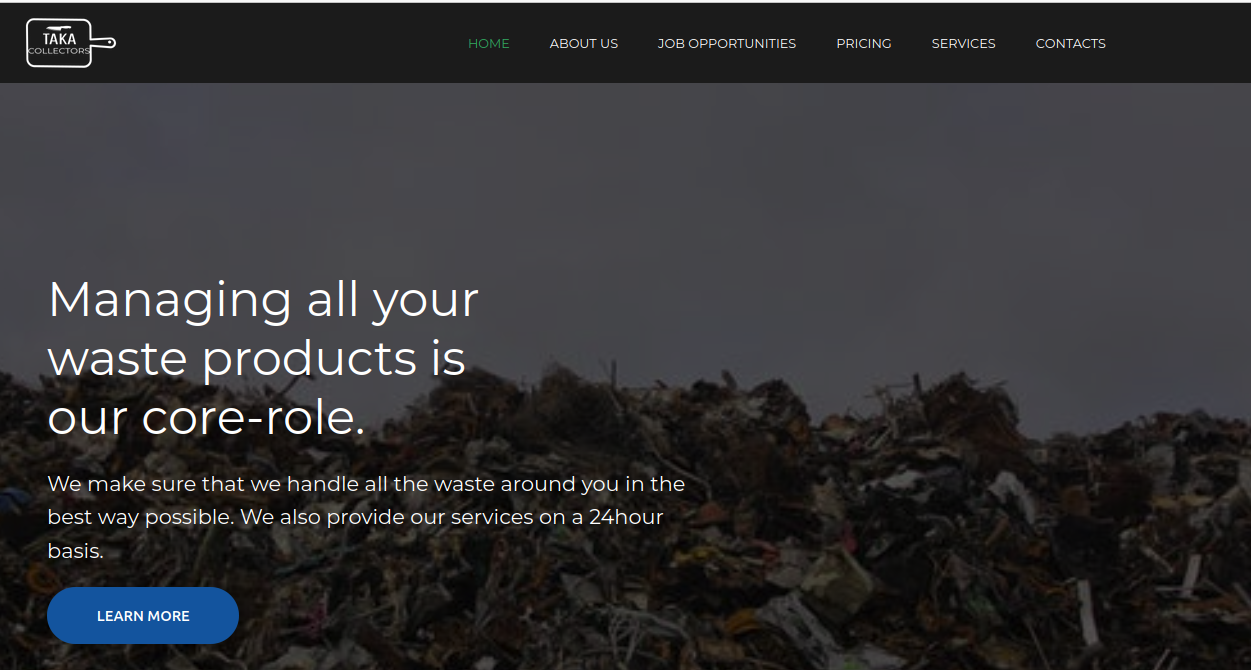 TAKA
COLLECTORS
HOME ABOUT US JOB OPPORTUNITIES PRICING SERVICES CONTACTS
Managing all your
waste products is
our core-role.
We make sure that we handle all the waste around you in the
best way possible. We also provide our services on a 24hour
basis.
LEARN MORE